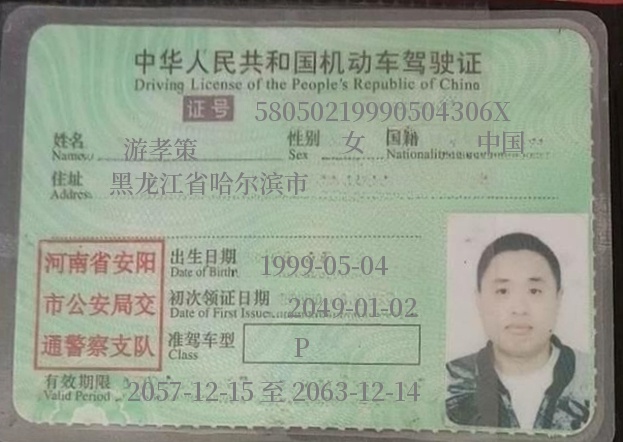 中华人民共和国机动车驾驶证
Driving License of the People's Republic of China
证号 58050219990504306X
姓名 游孝策 性别 女 国籍 中国
Name Sex Nationality
住址 黑龙江省哈尔滨市
Address
河南省安阳
市公安局交
通警察支队
出生日期 1999-05-04
Date of Birth
初次领证日期 2049-01-02
Date of First Issue
准驾车型 P
Class
有效期限 2057-12-15 至 2063-12-14
Valid Period